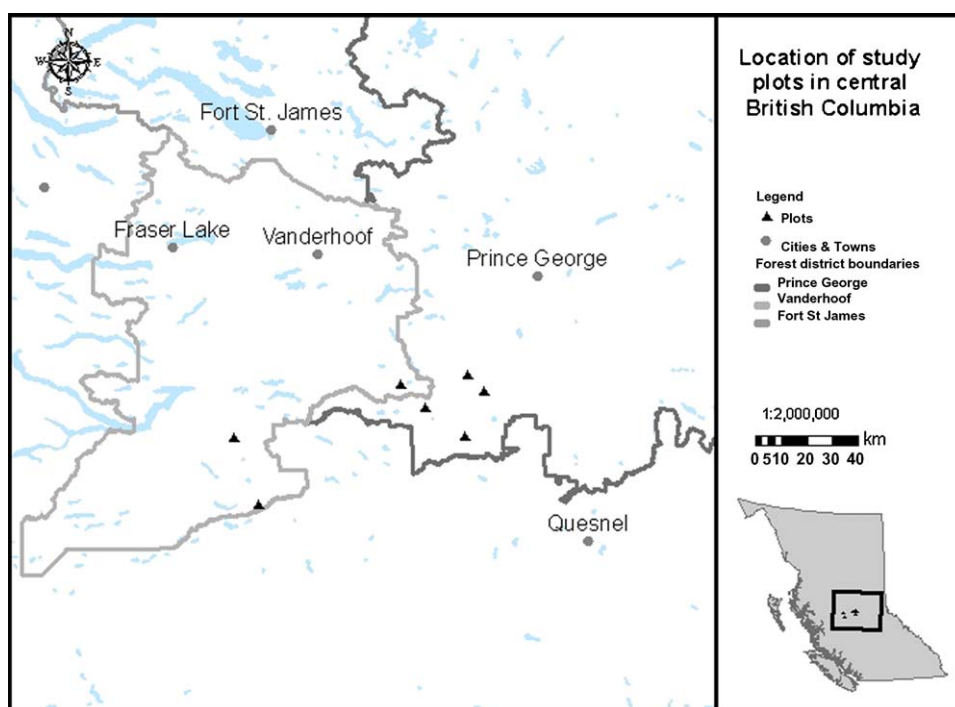 N
W E
S
Fort St. James
Fraser Lake
Vanderhoof
Prince George
Quesnel
Location of study
plots in central
British Columbia
Legend
Plots
Cities & Towns
Forest district boundaries
Prince George
Vanderhoof
Fort St James
1:2,000,000
km
0 510 20 30 40